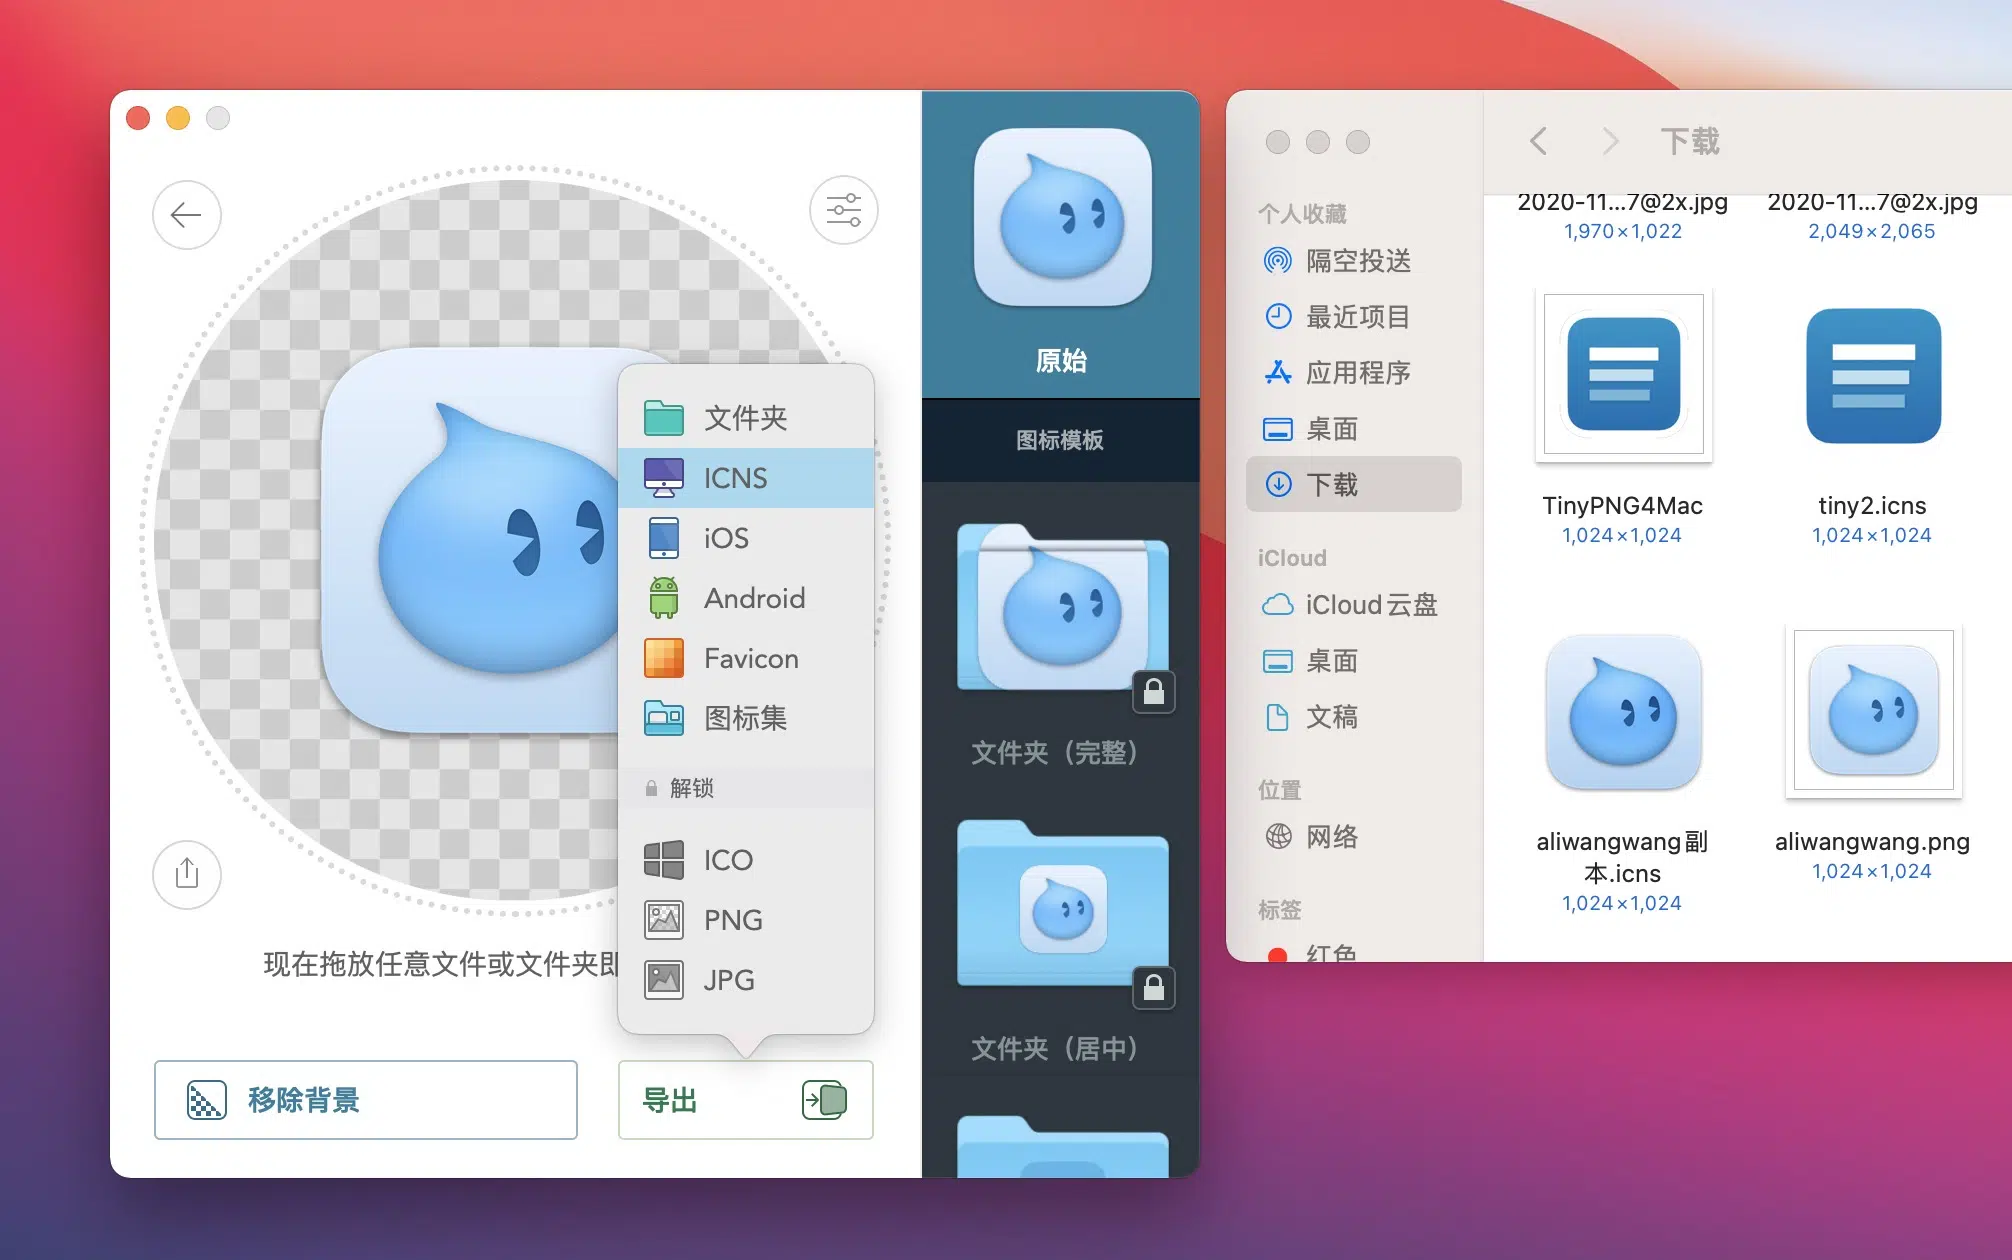 文件夹
ICNS
iOS
Android
Favicon
图标集
解锁
ICO
PNG
JPG
现在拖放任意文件或文件夹即
移除背景
导出
原始
图标模板
文件夹（完整）
文件夹（居中）
个人收藏
隔空投送
最近项目
应用程序
桌面
下载
iCloud
iCloud云盘
桌面
文稿
位置
网络
标签
红色
下载
2020-11...7@2x.jpg
1,970×1,022
2020-11...7@2x.jpg
2,049×2,065
TinyPNG4Mac
1,024×1,024
tiny2.icns
1,024×1,024
aliwangwang副
本.icns
1,024×1,024
aliwangwang.png
1,024×1,024